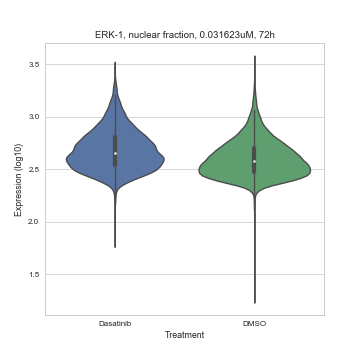 ERK-1, nuclear fraction, 0.031623uM, 72h
3.5
3.0
2.5
2.0
1.5
Expression (log10)
Dasatinib DMSO
Treatment